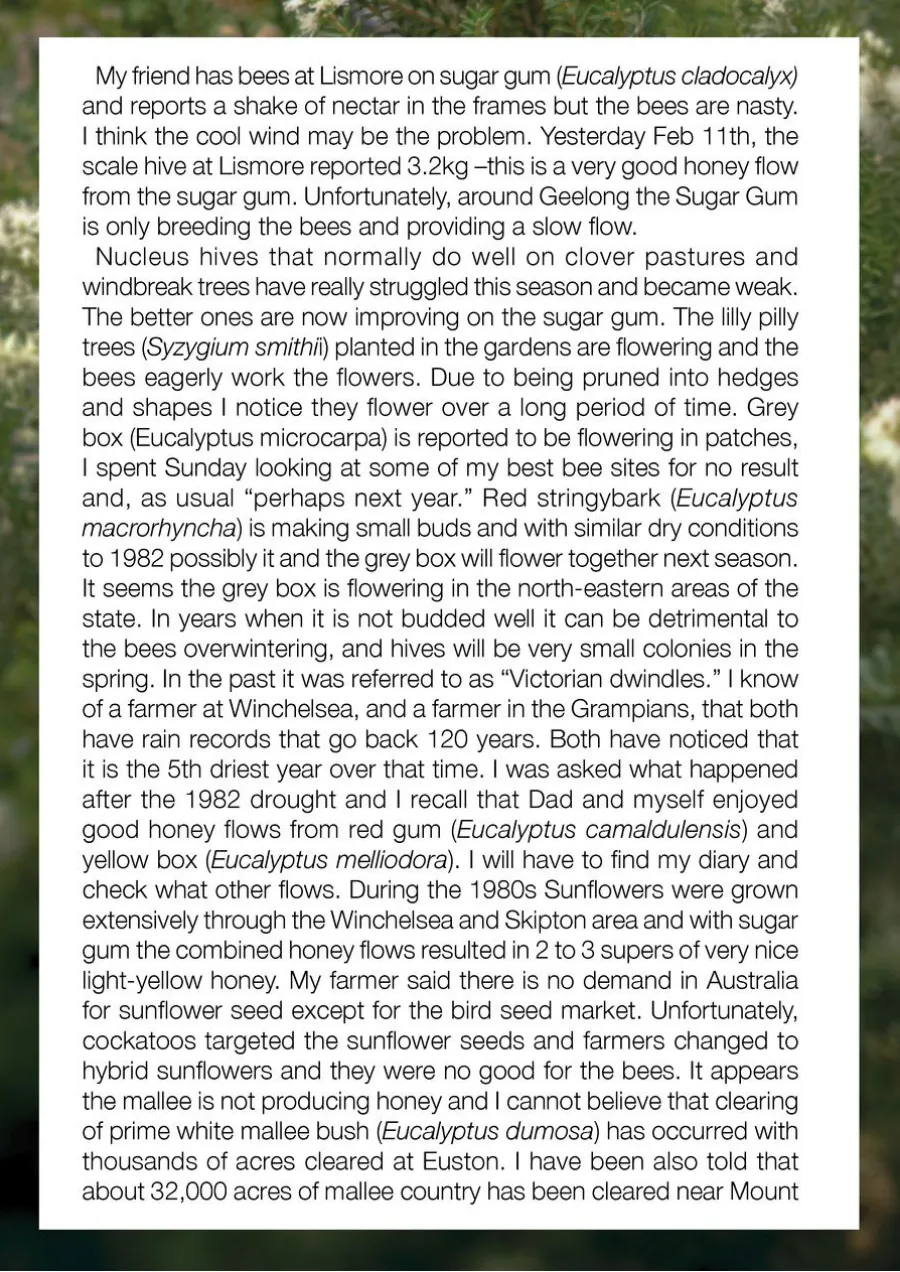 My friend has bees at Lismore on sugar gum (Eucalyptus cladocalyx)
and reports a shake of nectar in the frames but the bees are nasty.
I think the cool wind may be the problem. Yesterday Feb 11th, the
scale hive at Lismore reported 3.2kg –this is a very good honey flow
from the sugar gum. Unfortunately, around Geelong the Sugar Gum
is only breeding the bees and providing a slow flow.
Nucleus hives that normally do well on clover pastures and
windbreak trees have really struggled this season and became weak.
The better ones are now improving on the sugar gum. The lilly pilly
trees (Syzygium smithii) planted in the gardens are flowering and the
bees eagerly work the flowers. Due to being pruned into hedges
and shapes I notice they flower over a long period of time. Grey
box (Eucalyptus microcarpa) is reported to be flowering in patches,
I spent Sunday looking at some of my best bee sites for no result
and, as usual “perhaps next year.” Red stringybark (Eucalyptus
macrorhyncha) is making small buds and with similar dry conditions
to 1982 possibly it and the grey box will flower together next season.
It seems the grey box is flowering in the north-eastern areas of the
state. In years when it is not budded well it can be detrimental to
the bees overwintering, and hives will be very small colonies in the
spring. In the past it was referred to as “Victorian dwindles.” I know
of a farmer at Winchelsea, and a farmer in the Grampians, that both
have rain records that go back 120 years. Both have noticed that
it is the 5th driest year over that time. I was asked what happened
after the 1982 drought and I recall that Dad and myself enjoyed
good honey flows from red gum (Eucalyptus camaldulensis) and
yellow box (Eucalyptus melliodora). I will have to find my diary and
check what other flows. During the 1980s Sunflowers were grown
extensively through the Winchelsea and Skipton area and with sugar
gum the combined honey flows resulted in 2 to 3 supers of very nice
light-yellow honey. My farmer said there is no demand in Australia
for sunflower seed except for the bird seed market. Unfortunately,
cockatoos targeted the sunflower seeds and farmers changed to
hybrid sunflowers and they were no good for the bees. It appears
the mallee is not producing honey and I cannot believe that clearing
of prime white mallee bush (Eucalyptus dumosa) has occurred with
thousands of acres cleared at Euston. I have been also told that
about 32,000 acres of mallee country has been cleared near Mount